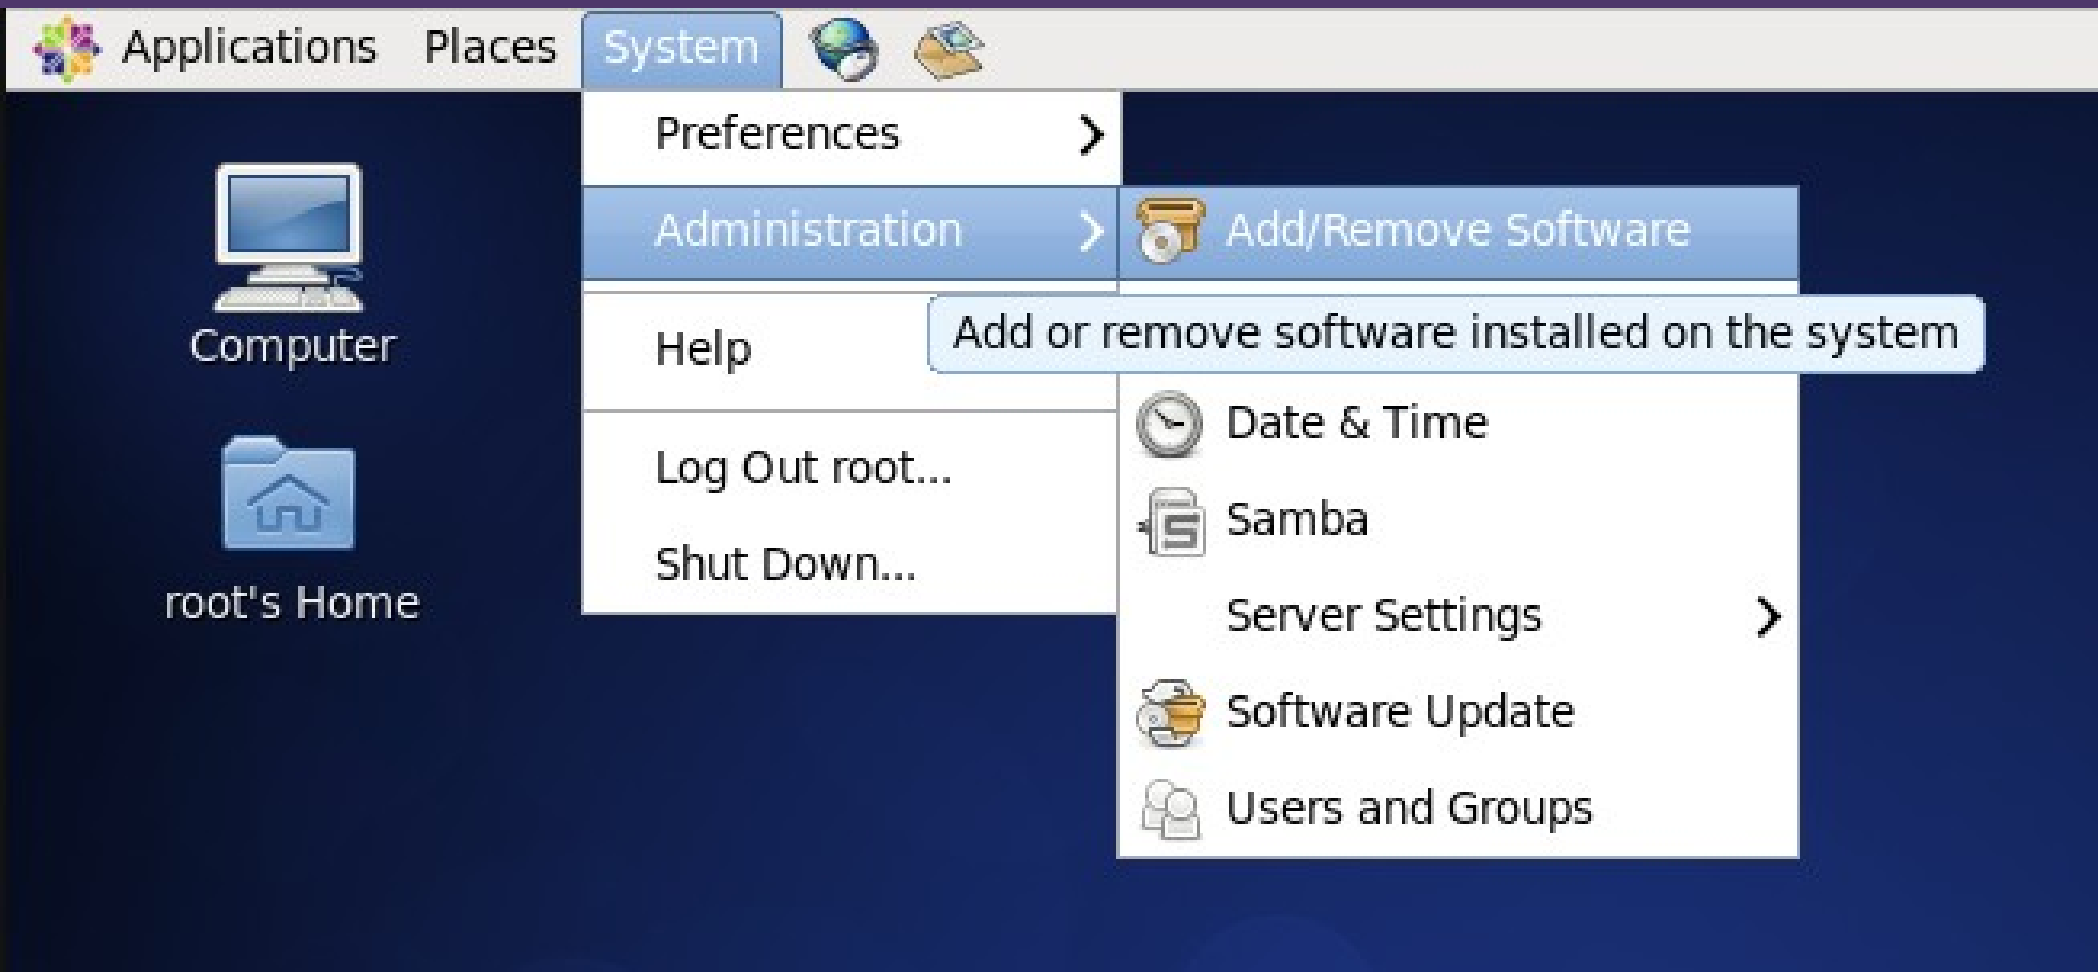 Applications Places System
Preferences
Administration
Add/Remove Software
Add or remove software installed on the system
Help
Date & Time
Log Out root...
Samba
Shut Down...
Server Settings
Software Update
Users and Groups
Computer
root's Home